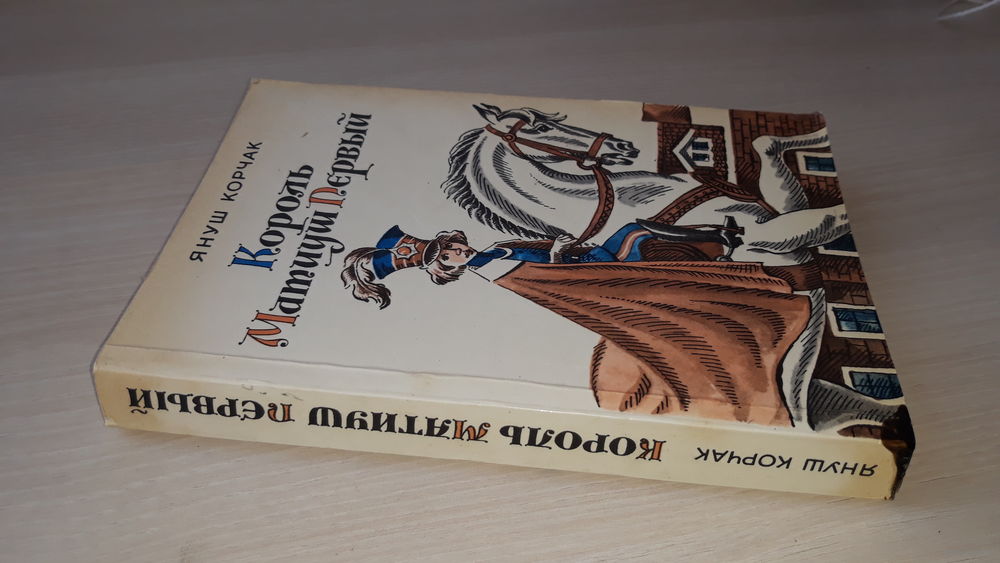 ЯНУШ КОРЧАК
Король
Матиуш Первый
ЯНУШ КОРЧАК КОРОЛЬ МАТИУШ ПЕРВЫЙ